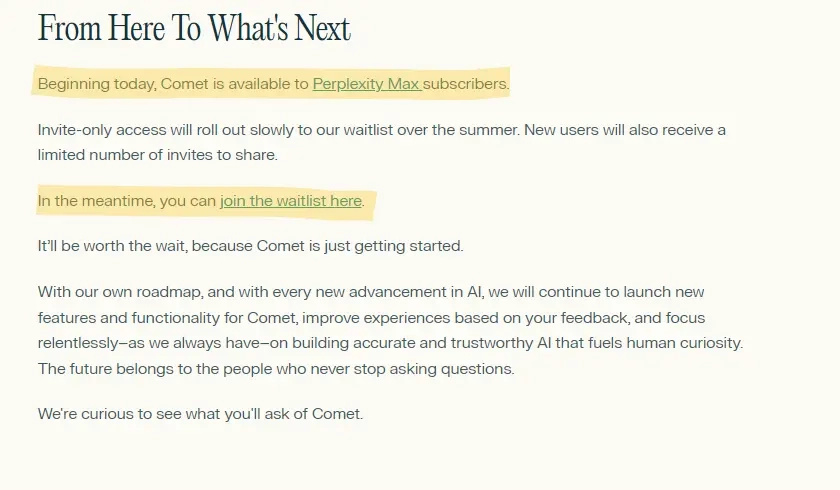 From Here To What's Next
Beginning today, Comet is available to Perplexity Max subscribers.
Invite-only access will roll out slowly to our waitlist over the summer. New users will also receive a
limited number of invites to share.
In the meantime, you can join the waitlist here.
It’ll be worth the wait, because Comet is just getting started.
With our own roadmap, and with every new advancement in AI, we will continue to launch new
features and functionality for Comet, improve experiences based on your feedback, and focus
relentlessly—as we always have—on building accurate and trustworthy AI that fuels human curiosity.
The future belongs to the people who never stop asking questions.
We're curious to see what you'll ask of Comet.